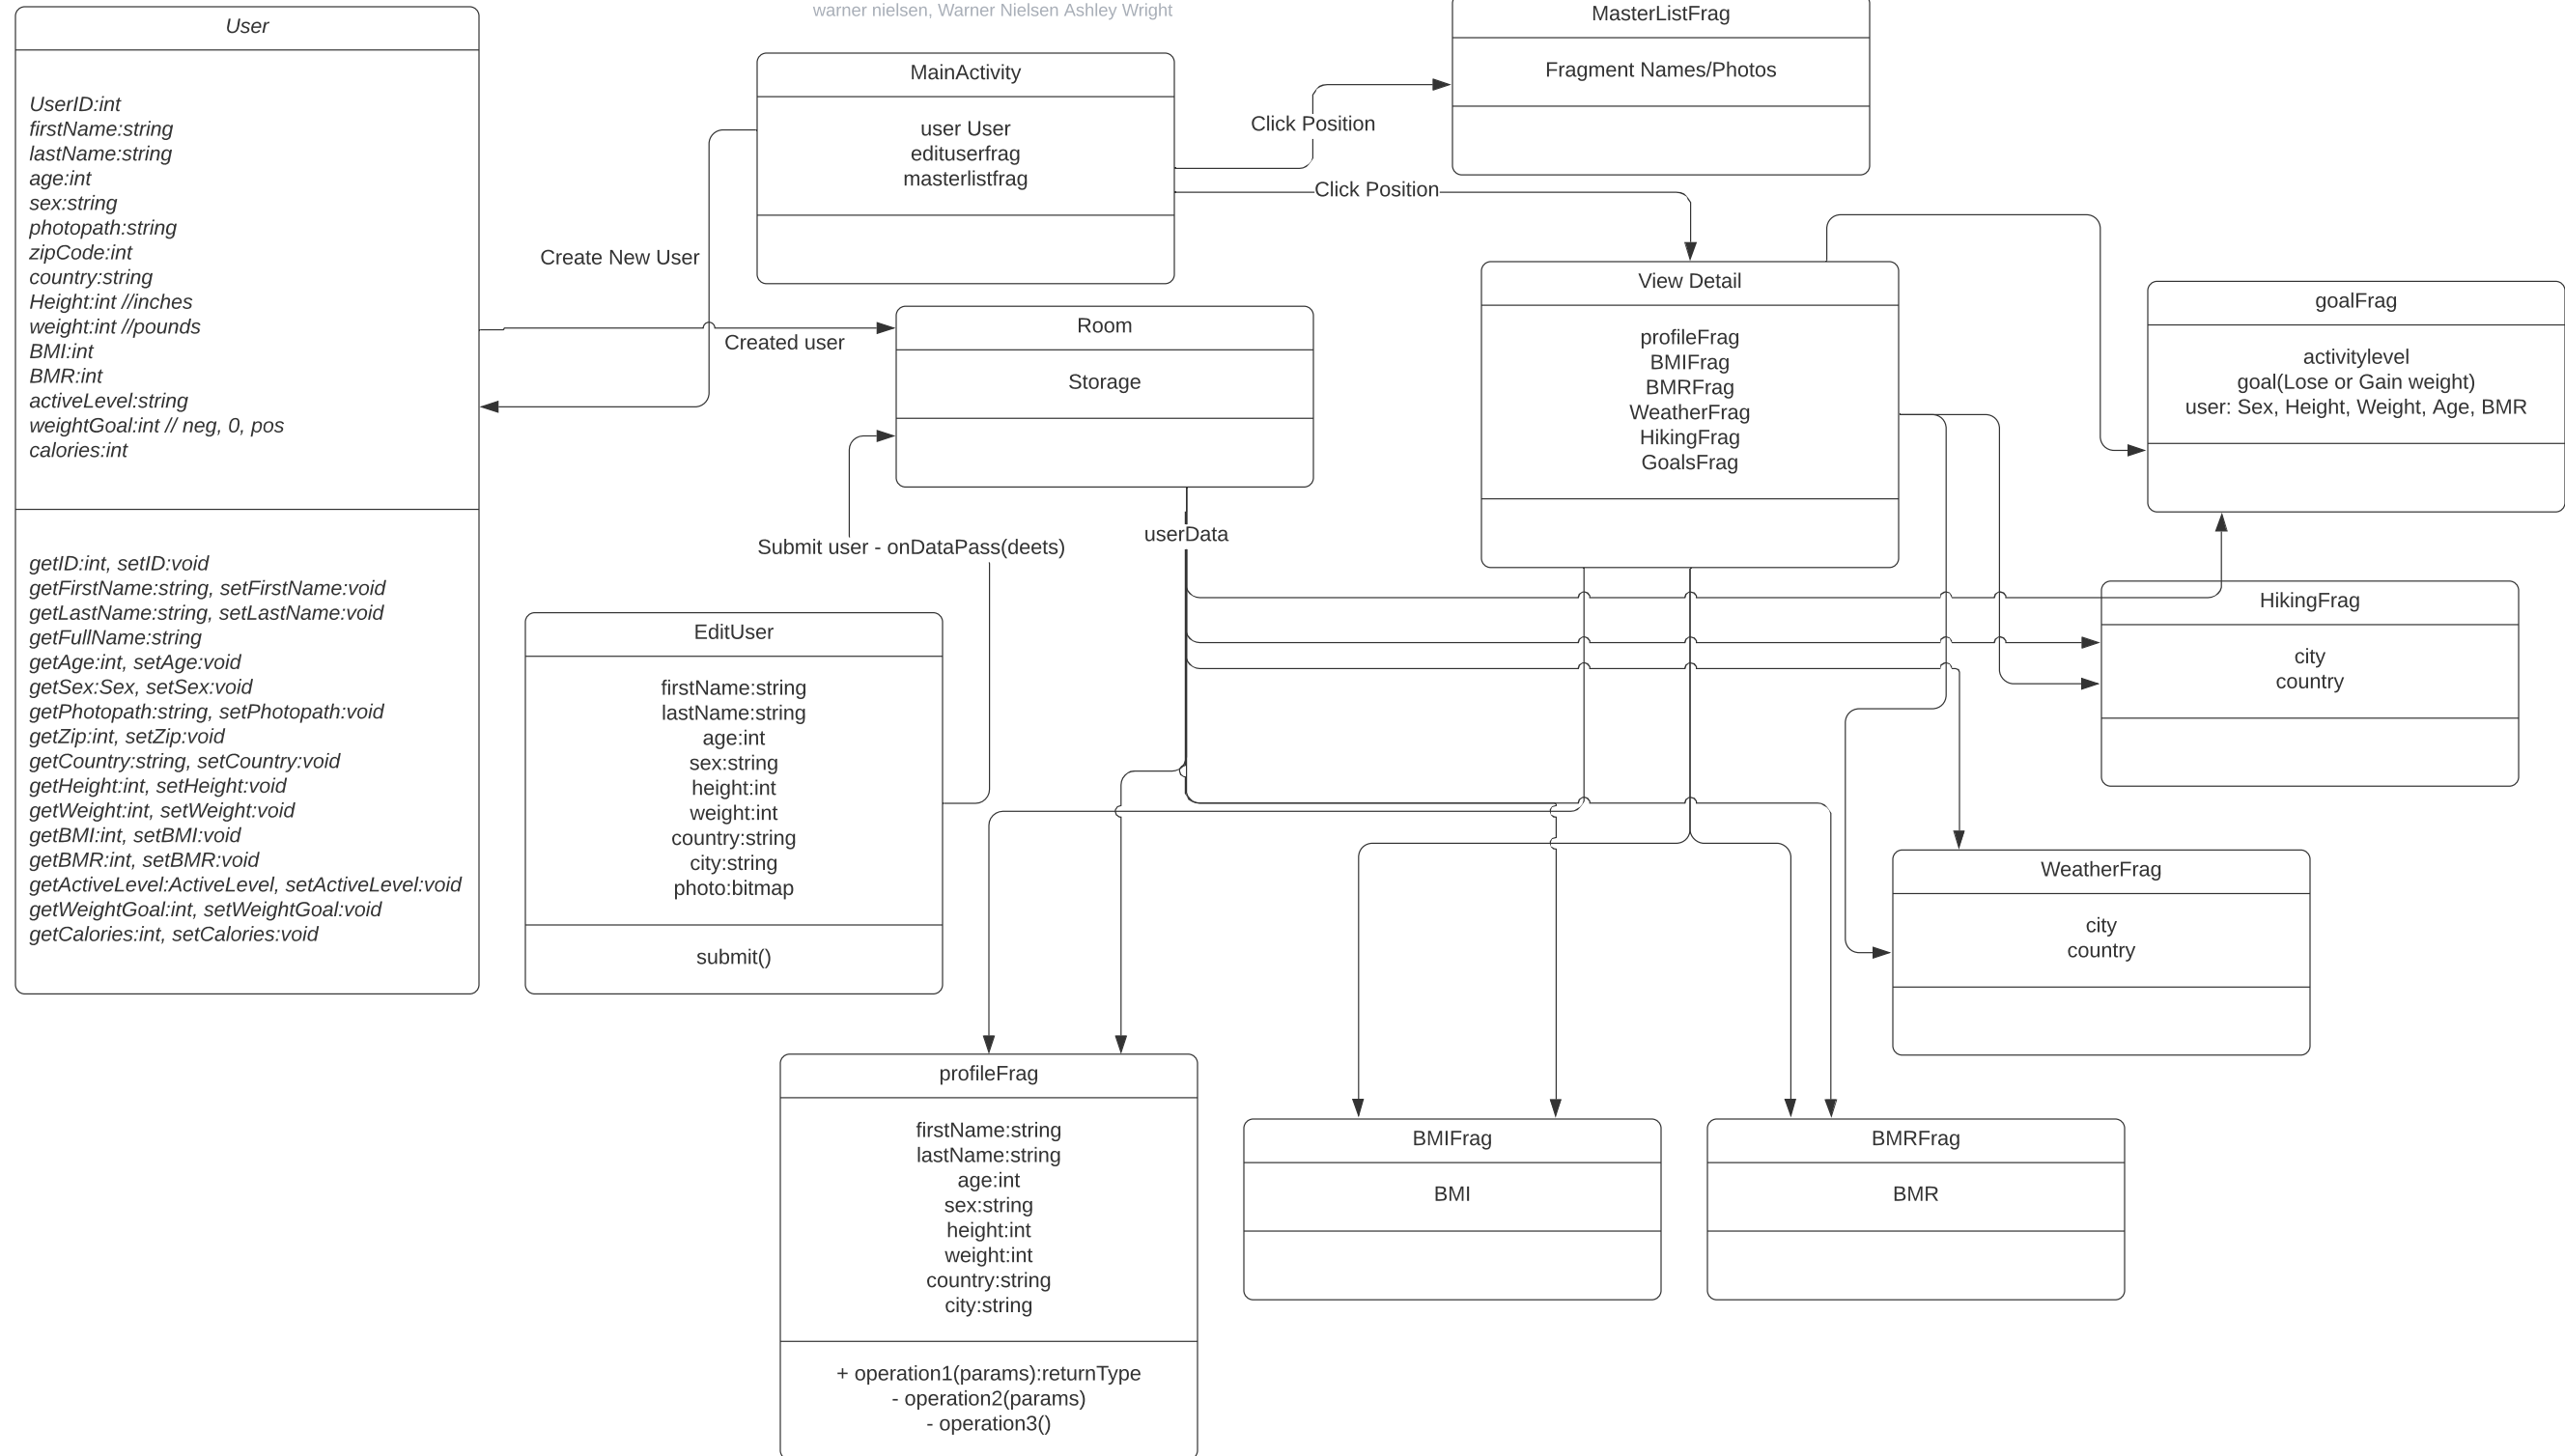 warner nielsen, Warner Nielsen Ashley Wright
User
UserID:int
firstName:string
lastName:string
age:int
sex:string
photopath:string
zipCode:int
country:string
Height:int //inches
weight:int //pounds
BMI:int
BMR:int
activeLevel:string
weightGoal:int // neg, 0, pos
calories:int
getID:int, setID:void
getFirstName:string, setFirstName:void
getLastName:string, setLastName:void
getFullName:string
getAge:int, setAge:void
getSex:Sex, setSex:void
getPhotopath:string, setPhotopath:void
getZip:int, setZip:void
getCountry:string, setCountry:void
getHeight:int, setHeight:void
getWeight:int, setWeight:void
getBMI:int, setBMI:void
getBMR:int, setBMR:void
getActiveLevel:ActiveLevel, setActiveLevel:void
getWeightGoal:int, setWeightGoal:void
getCalories:int, setCalories:void
MainActivity
user User
edituserfrag
masterlistfrag
Create New User
Created user
Click Position
Click Position
MasterListFrag
Fragment Names/Photos
Room
Storage
Submit user - onDataPass(deets)
userData
View Detail
profileFrag
BMIFrag
BMRFrag
WeatherFrag
HikingFrag
GoalsFrag
goalFrag
activitylevel
goal(Lose or Gain weight)
user: Sex, Height, Weight, Age, BMR
EditUser
firstName:string
lastName:string
age:int
sex:string
height:int
weight:int
country:string
city:string
photo:bitmap
submit()
HikingFrag
city
country
WeatherFrag
city
country
profileFrag
firstName:string
lastName:string
age:int
sex:string
height:int
weight:int
country:string
city:string
+ operation1(params):returnType
- operation2(params)
- operation3()
BMIFrag
BMI
BMRFrag
BMR